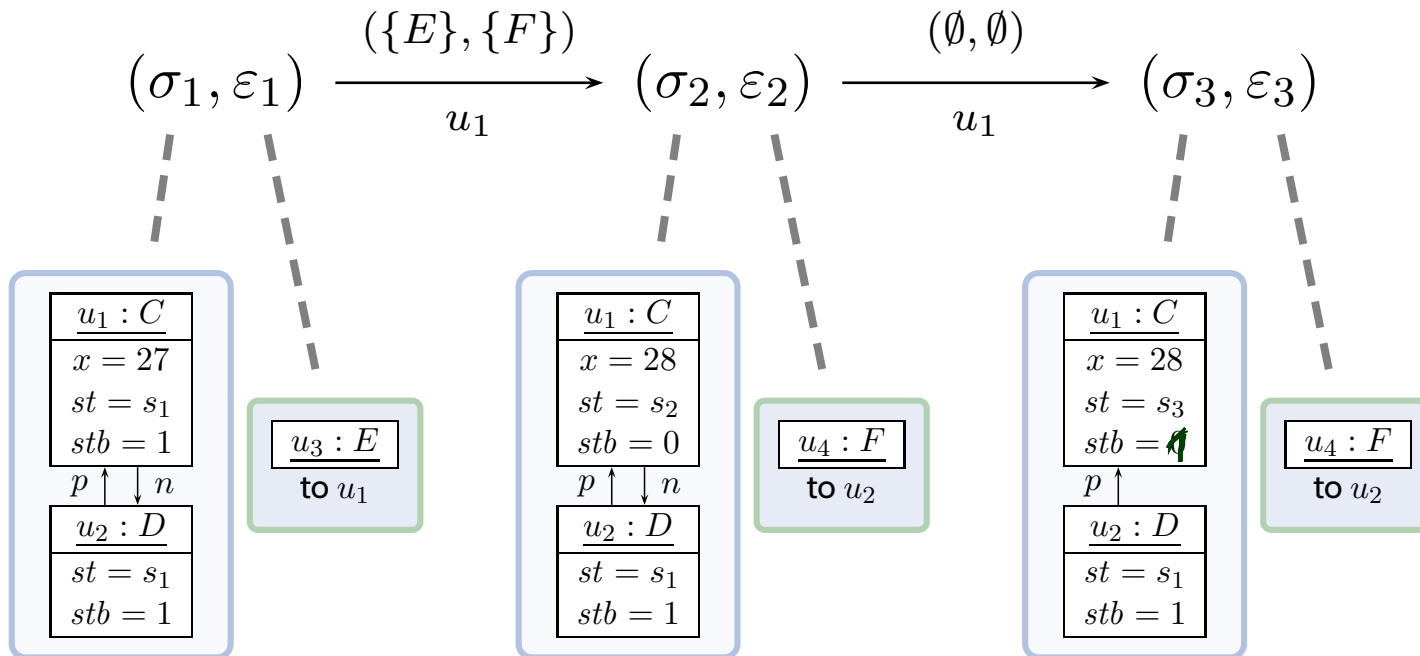 ({E}, {F}) (∅, ∅)
(σ₁, ε₁) (σ₂, ε₂) (σ₃, ε₃)
u₁ u₁
u₁ : C
x = 27
st = s₁
stb = 1
p n
u₂ : D
st = s₁
stb = 1
u₃ : E
to u₁
u₁ : C
x = 28
st = s₂
stb = 0
p n
u₂ : D
st = s₁
stb = 1
u₄ : F
to u₂
u₁ : C
x = 28
st = s₃
stb = 1
p
u₂ : D
st = s₁
stb = 1
u₄ : F
to u₂